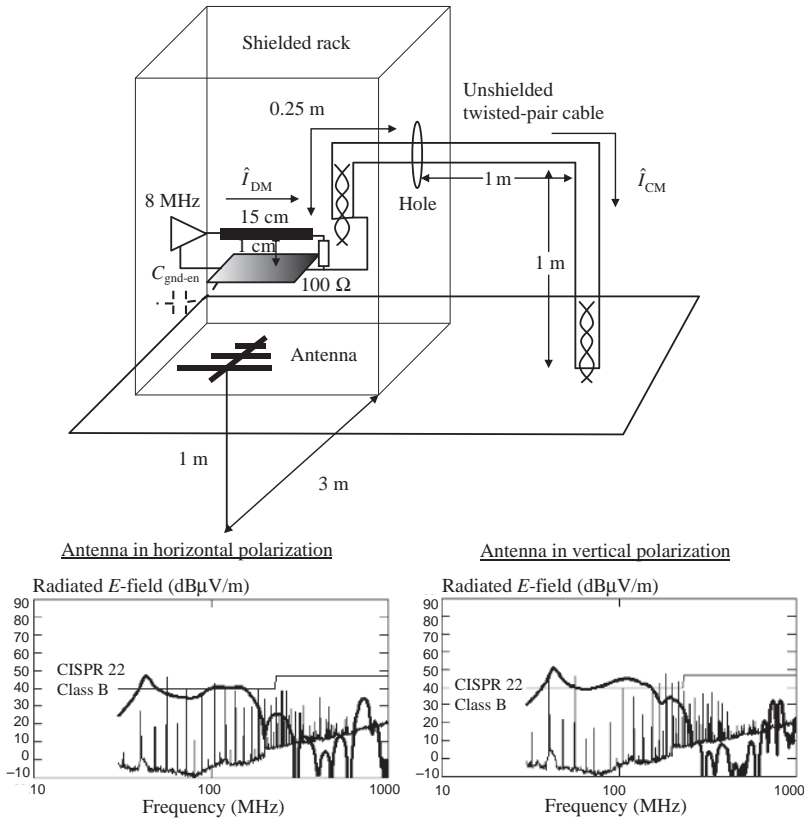 Shielded rack
0.25 m
Unshielded
twisted-pair cable
Î_DM
8 MHz
15 cm
1 cm
Hole
1 m
Î_CM
C_gnd-en
100 Ω
1 m
Antenna
1 m
3 m
Antenna in horizontal polarization
Radiated E-field (dBµV/m)
90
80
70
60
50
40
30
20
10
0
−10
CISPR 22
Class B
10
100
1000
Frequency (MHz)
Antenna in vertical polarization
Radiated E-field (dBµV/m)
90
80
70
60
50
40
30
20
10
0
−10
CISPR 22
Class B
10
100
1000
Frequency (MHz)